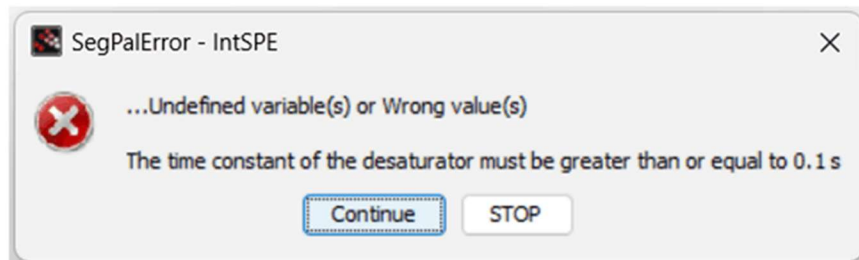 SegPalError - IntSPE
...Undefined variable(s) or Wrong value(s)
The time constant of the desaturator must be greater than or equal to 0.1 s
Continue STOP